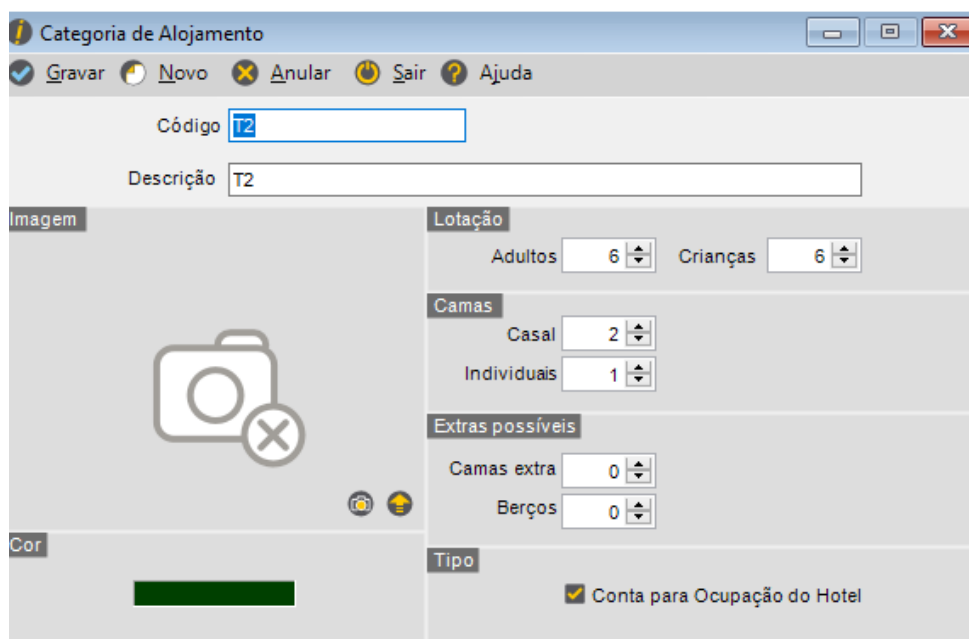 Categoria de Alojamento
Gravar Novo Anular Sair Ajuda
Código T2
Descrição T2
Imagem
Lotação
Adultos 6 Crianças 6
Camas
Casal 2
Individuais 1
Extras possíveis
Camas extra 0
Berços 0
Cor
Tipo
Conta para Ocupação do Hotel